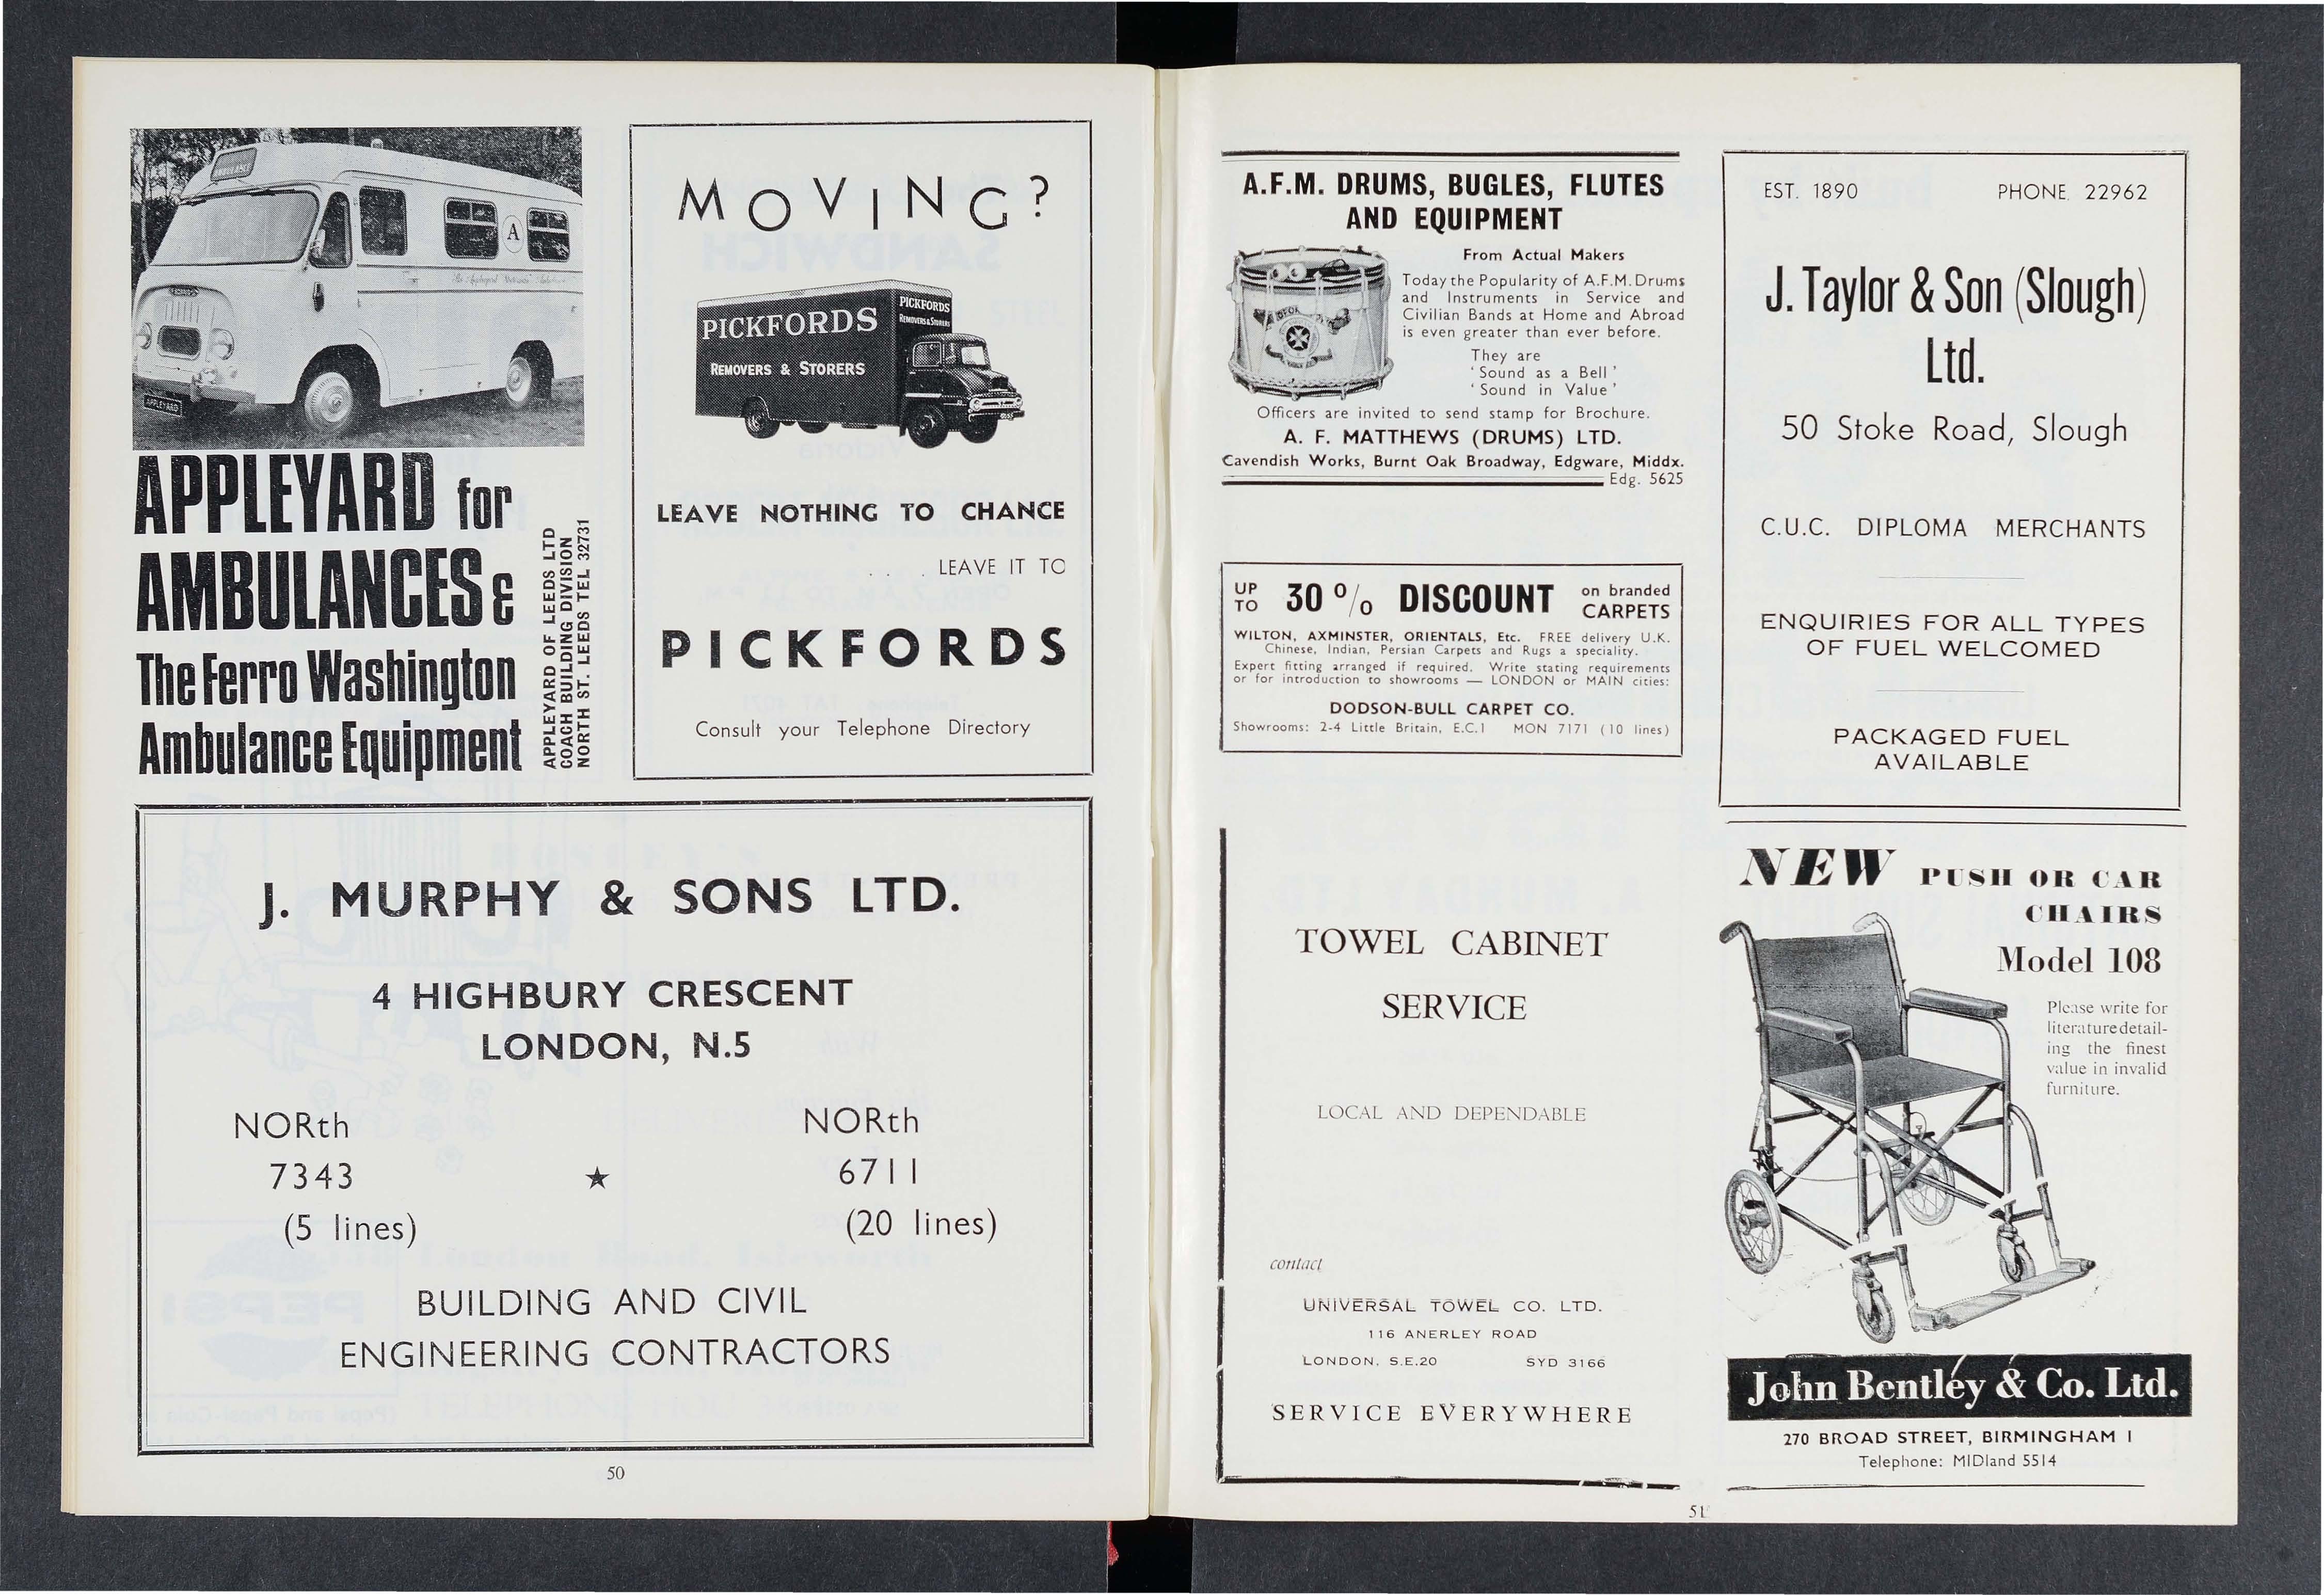 A
APPLEYARD
APPLEYARD for
AMBULANCES &
The Ferro Washington
Ambulance Equipment
APPLEYARD OF LEEDS LTD
COACH BUILDING DIVISION
NORTH ST. LEEDS TEL 32731
MOVING?
PICKFORDS
REMOVERS & STORERS
PICKFORDS
REMOVERS & STORERS
LEAVE NOTHING TO CHANCE
. . . LEAVE IT TO
PICKFORDS
Consult your Telephone Directory
J. MURPHY & SONS LTD.
4 HIGHBURY CRESCENT
LONDON, N.5
NORth NORth
7343 ★ 6711
(5 lines) (20 lines)
BUILDING AND CIVIL
ENGINEERING CONTRACTORS
50
A.F.M. DRUMS, BUGLES, FLUTES
AND EQUIPMENT
From Actual Makers
Today the Popularity of A.F.M. Drums
and Instruments in Service and
Civilian Bands at Home and Abroad
is even greater than ever before.
They are
'Sound as a Bell'
'Sound in Value'
Officers are invited to send stamp for Brochure.
A. F. MATTHEWS (DRUMS) LTD.
Cavendish Works, Burnt Oak Broadway, Edgware, Middx.
Edg. 5625
UP TO 30% DISCOUNT on branded CARPETS
WILTON, AXMINSTER, ORIENTALS, Etc. FREE delivery U.K.
Chinese, Indian, Persian Carpets and Rugs a speciality.
Expert fitting arranged if required. Write stating requirements
or for introduction to showrooms — LONDON or MAIN cities:
DODSON-BULL CARPET CO.
Showrooms: 2-4 Little Britain, E.C.1 MON 7171 (10 lines)
TOWEL CABINET
SERVICE
LOCAL AND DEPENDABLE
contact
UNIVERSAL TOWEL CO. LTD.
116 ANERLEY ROAD
LONDON, S.E.20 SYD 3166
SERVICE EVERYWHERE
EST. 1890 PHONE 22962
J. Taylor & Son (Slough)
Ltd.
50 Stoke Road, Slough
C.U.C. DIPLOMA MERCHANTS
ENQUIRIES FOR ALL TYPES
OF FUEL WELCOMED
PACKAGED FUEL
AVAILABLE
NEW PUSH OR CAR
CHAIRS
Model 108
Please write for
literature detail-
ing the finest
value in invalid
furniture.
John Bentley & Co. Ltd.
270 BROAD STREET, BIRMINGHAM 1
Telephone: MIDland 5514
51